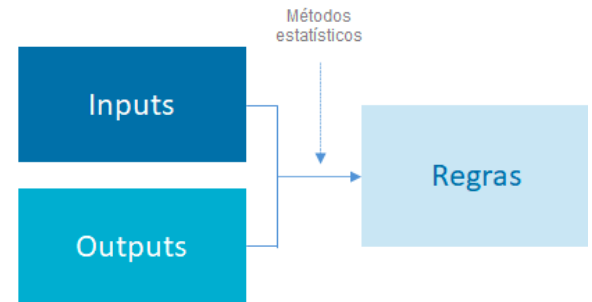 Métodos
estatísticos
Inputs
Regras
Outputs